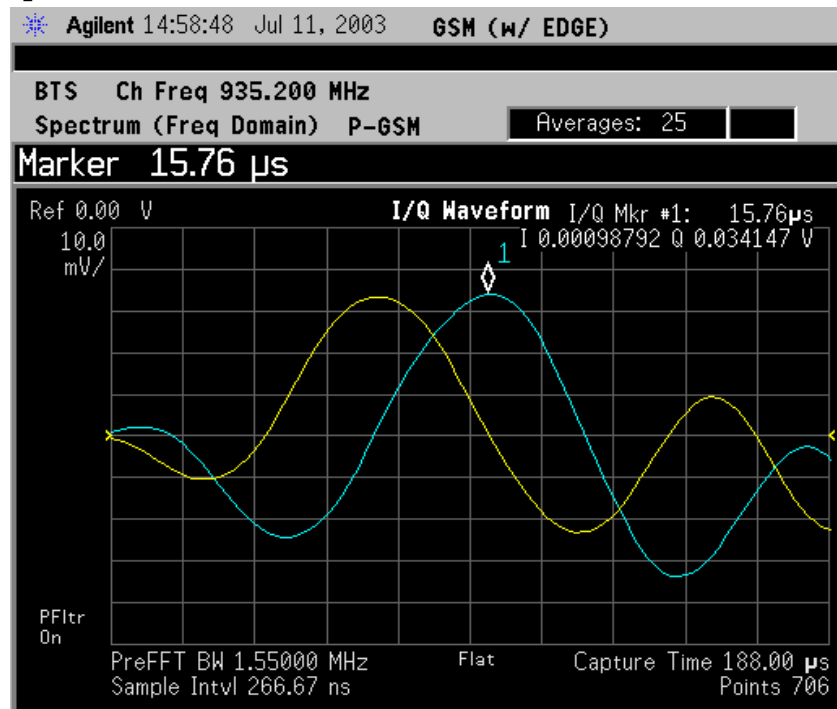 Agilent 14:58:48 Jul 11, 2003 GSM (w/ EDGE)
BTS Ch Freq 935.200 MHz
Spectrum (Freq Domain) P-GSM Averages: 25
Marker 15.76 µs
Ref 0.00 V I/Q Waveform I/Q Mkr #1: 15.76µs
10.0 I 0.00098792 Q 0.034147 V
mV/
1
PFltr
On
PreFFT BW 1.55000 MHz Flat Capture Time 188.00 µs
Sample Intvl 266.67 ns Points 706